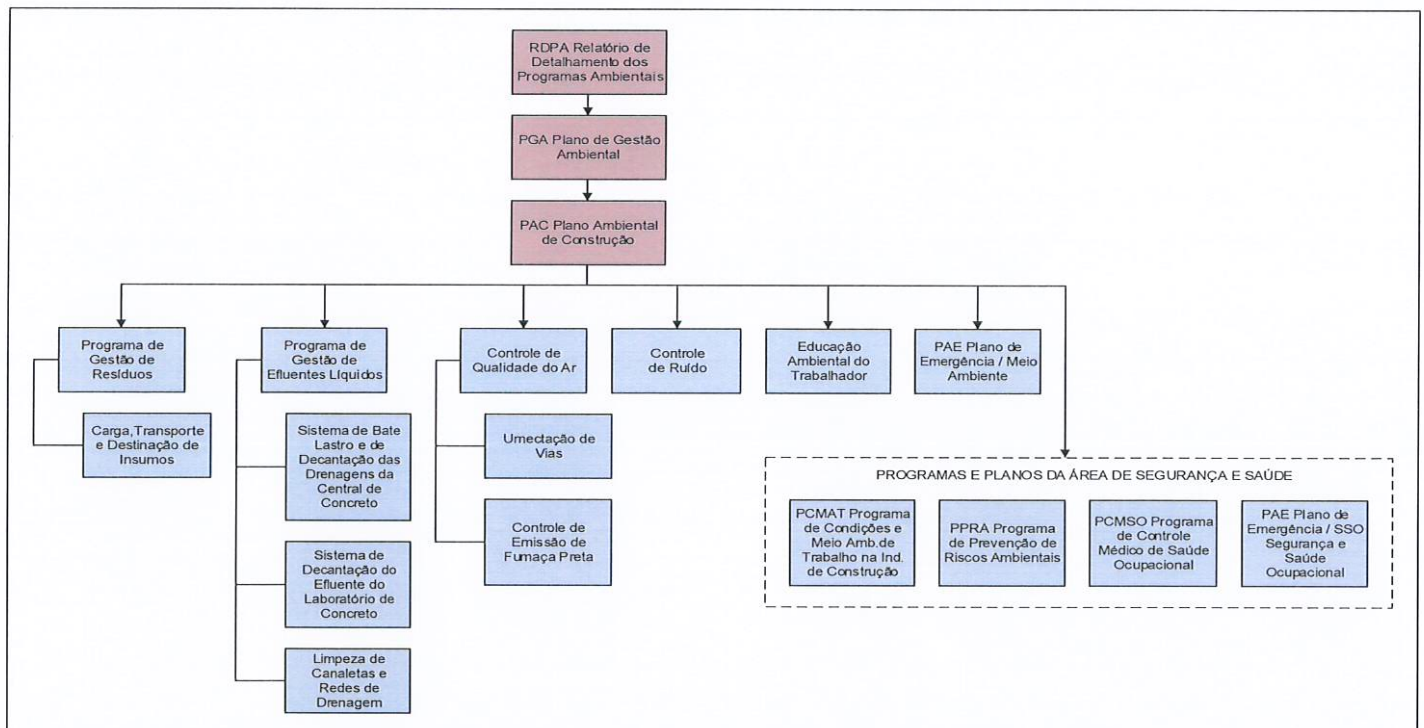 RDPA Relatório de
Detalhamento dos
Programas Ambientais
PGA Plano de Gestão
Ambiental
PAC Plano Ambiental
de Construção
Programa de
Gestão de
Resíduos
Carga,Transporte
e Destinação de
Insumos
Programa de
Gestão de
Efluentes Líquidos
Sistema de Bate
Lastro e de
Decantação das
Drenagens da
Central de
Concreto
Sistema de
Decantação do
Efluente do
Laboratório de
Concreto
Limpeza de
Canaletas e
Redes de
Drenagem
Controle de
Qualidade do Ar
Umectação de
Vias
Controle de
Emissão de
Fumaça Preta
Controle
de Ruído
Educação
Ambiental do
Trabalhador
PAE Plano de
Emergência / Meio
Ambiente
PROGRAMAS E PLANOS DA ÁREA DE SEGURANÇA E SAÚDE
PCMAT Programa
de Condições e
Meio Amb.de
Trabalho na Ind.
de Construção
PPRA Programa
de Prevenção de
Riscos Ambientais
PCMSO Programa
de Controle
Médico de Saúde
Ocupacional
PAE Plano de
Emergência / SSO
Segurança e
Saúde
Ocupacional